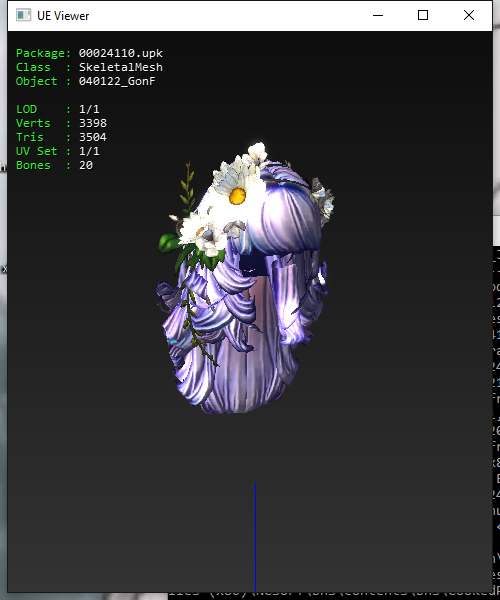 UE Viewer
Package: 00024110.upk
Class : SkeletalMesh
Object : 040122_GonF
LOD : 1/1
Verts : 3398
Tris : 3504
UV Set : 1/1
Bones : 20